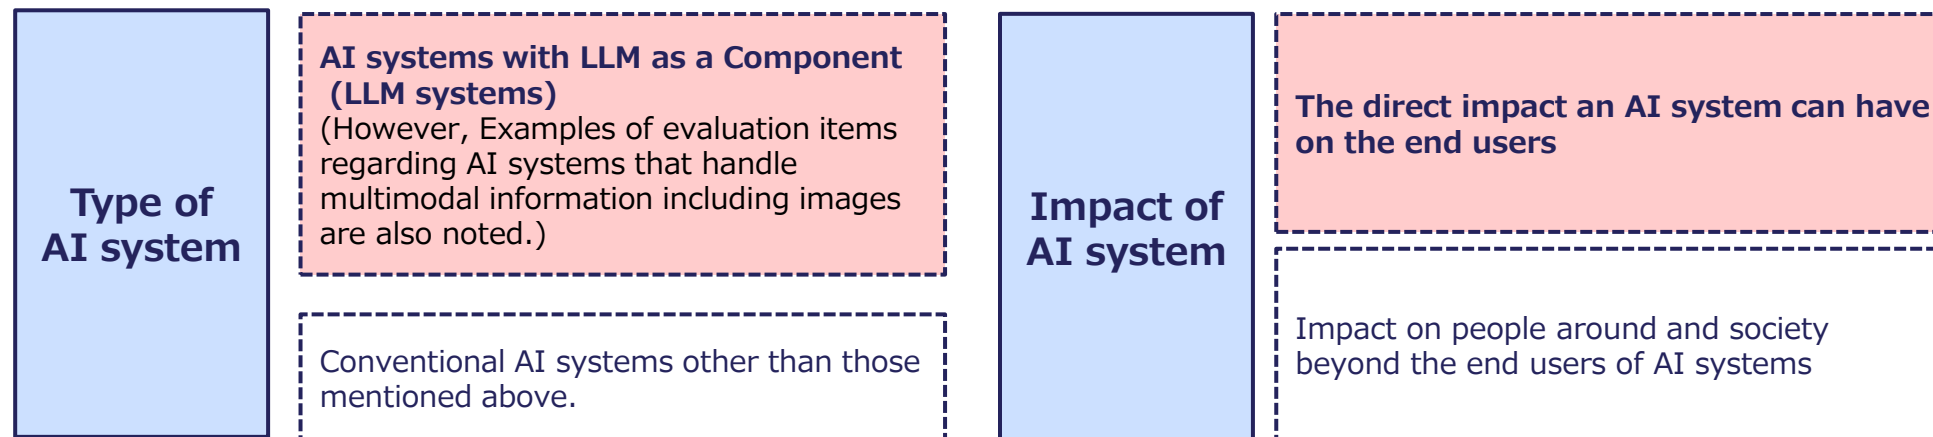 Type of
AI system
AI systems with LLM as a Component
(LLM systems)
(However, Examples of evaluation items
regarding AI systems that handle
multimodal information including images
are also noted.)
Conventional AI systems other than those
mentioned above.
Impact of
AI system
The direct impact an AI system can have
on the end users
Impact on people around and society
beyond the end users of AI systems